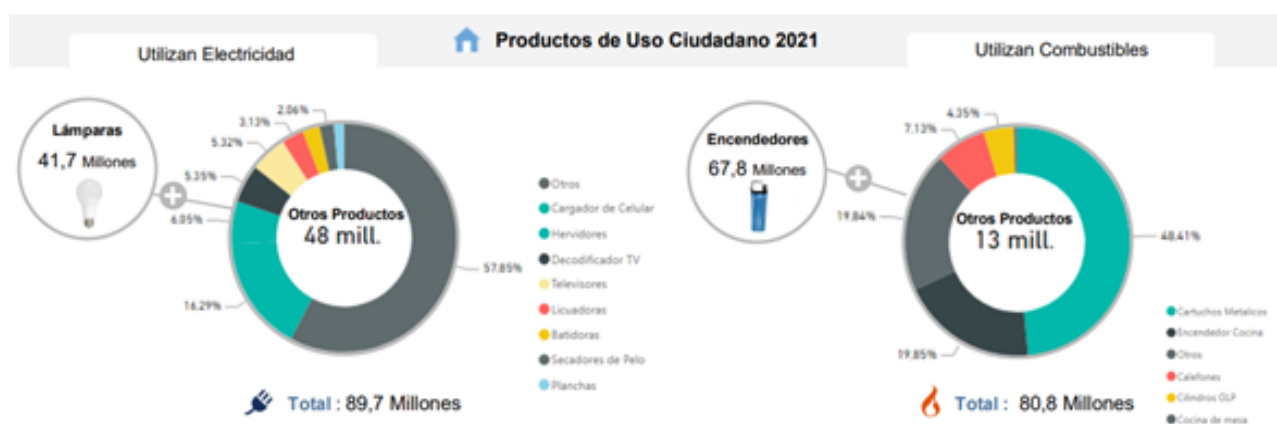 Productos de Uso Ciudadano 2021
Utilizan Electricidad
Lámparas
41,7 Millones
2.06%
3.13%
5.32%
5.35%
6.05%
16.29%
57.85%
Otros Productos
48 mill.
Otros
Cargador de Celular
Hervidores
Decodificador TV
Televisores
Licuadoras
Batidoras
Secadores de Pelo
Planchas
Total : 89,7 Millones
Utilizan Combustibles
Encendedores
67,8 Millones
4.35%
7.13%
19.84%
19.85%
48.41%
Otros Productos
13 mill.
Cartuchos Metalicos
Encendedor Cocina
Otros
Calefones
Cilindros GLP
Cocina de mesa
Total : 80,8 Millones